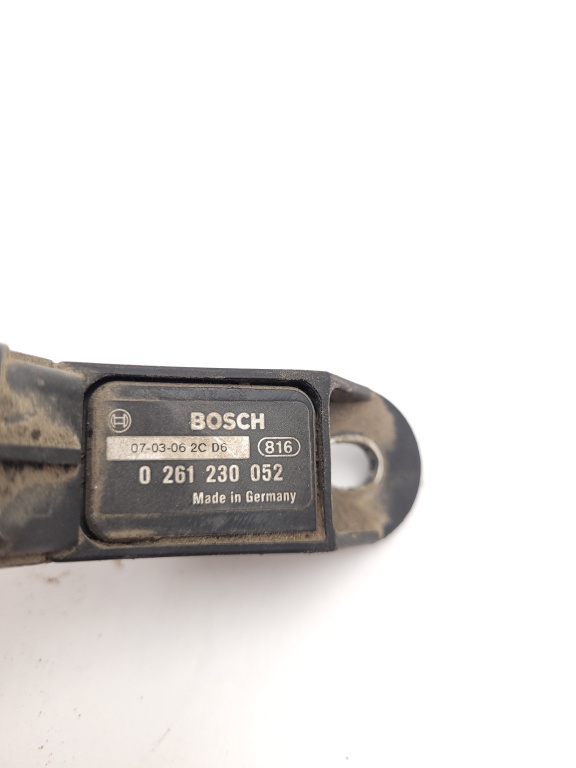 BOSCH
07-03-06 2C D6 816
0 261 230 052
Made in Germany